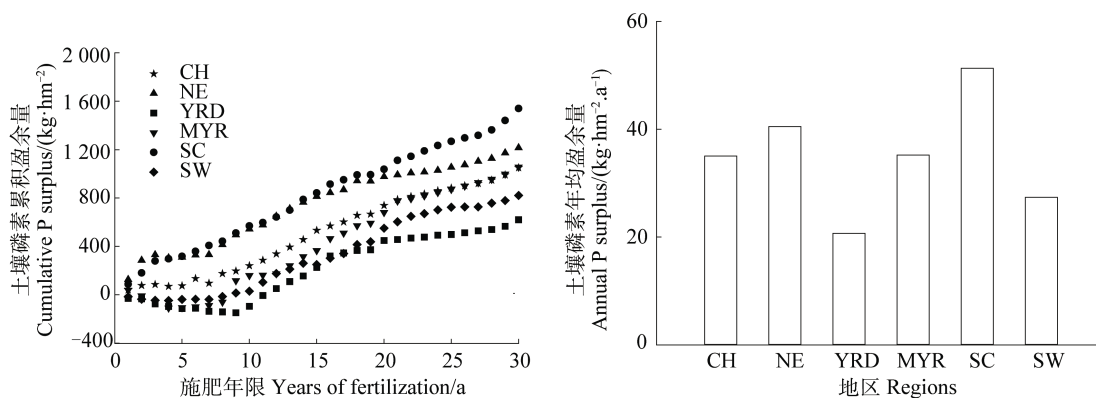 土壤磷素累积盈余量
Cumulative P surplus/(kg·hm⁻²)
2 000
1 600
1 200
800
400
0
−400
CH
NE
YRD
MYR
SC
SW
0 5 10 15 20 25 30
施肥年限 Years of fertilization/a
土壤磷素年均盈余量
Annual P surplus/(kg·hm⁻².a⁻¹)
60
40
20
0
CH NE YRD MYR SC SW
地区 Regions